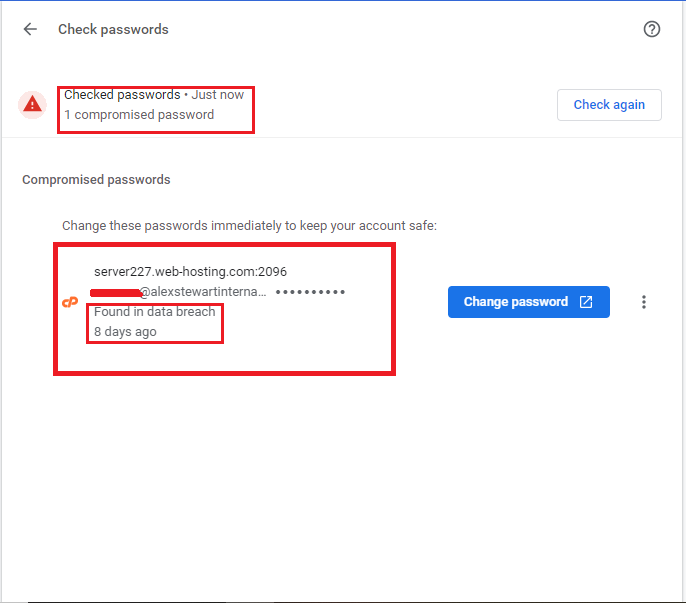 Check passwords
Checked passwords • Just now
1 compromised password
Check again
Compromised passwords
Change these passwords immediately to keep your account safe:
server227.web-hosting.com:2096
@alexstewartinterna... ••••••••••
Found in data breach
8 days ago
Change password